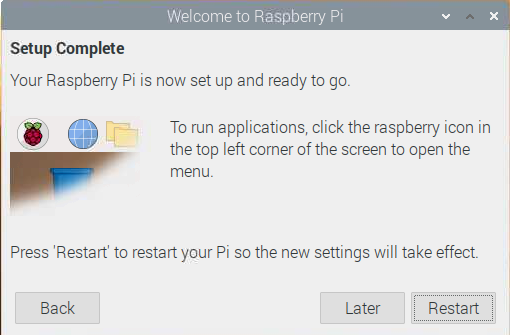 Welcome to Raspberry Pi
Setup Complete
Your Raspberry Pi is now set up and ready to go.
To run applications, click the raspberry icon in
the top left corner of the screen to open the
menu.
Press 'Restart' to restart your Pi so the new settings will take effect.
Back
Later
Restart